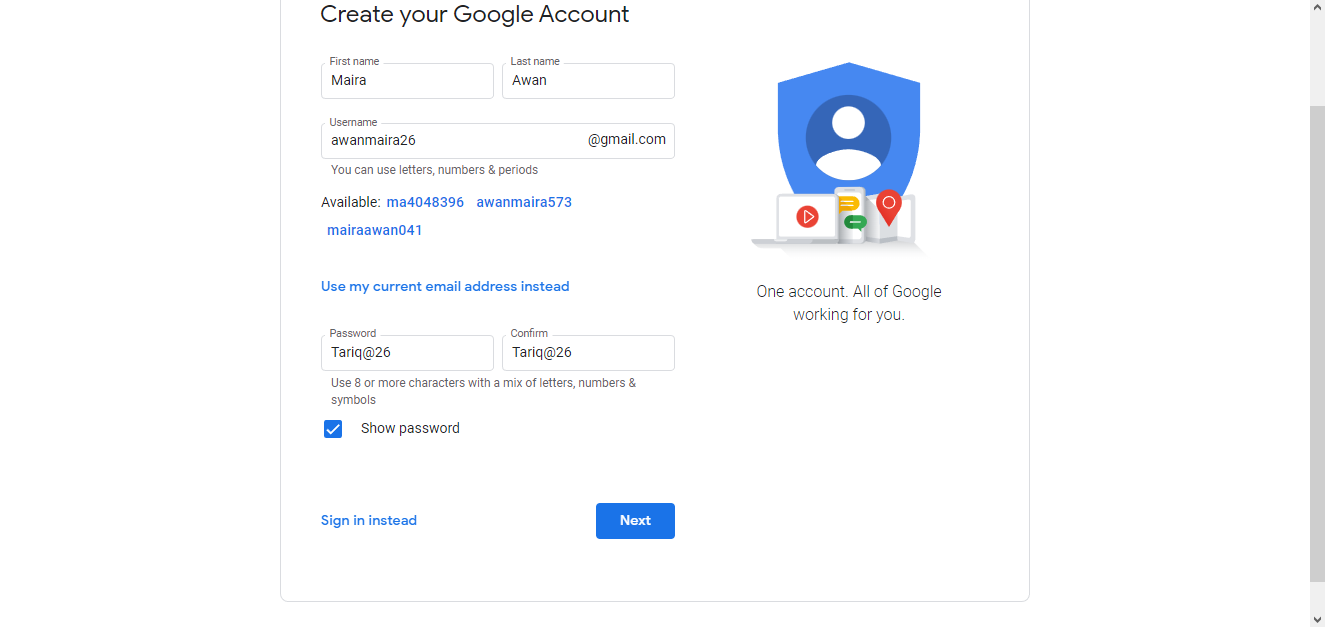 Create your Google Account
First name
Last name
Maira
Awan
Username
awanmaira26
@gmail.com
You can use letters, numbers & periods
Available: ma4048396 awanmaira573
mairaawan041
Use my current email address instead
Password
Confirm
Tariq@26
Tariq@26
Use 8 or more characters with a mix of letters, numbers &
symbols
Show password
Sign in instead
Next
One account. All of Google
working for you.